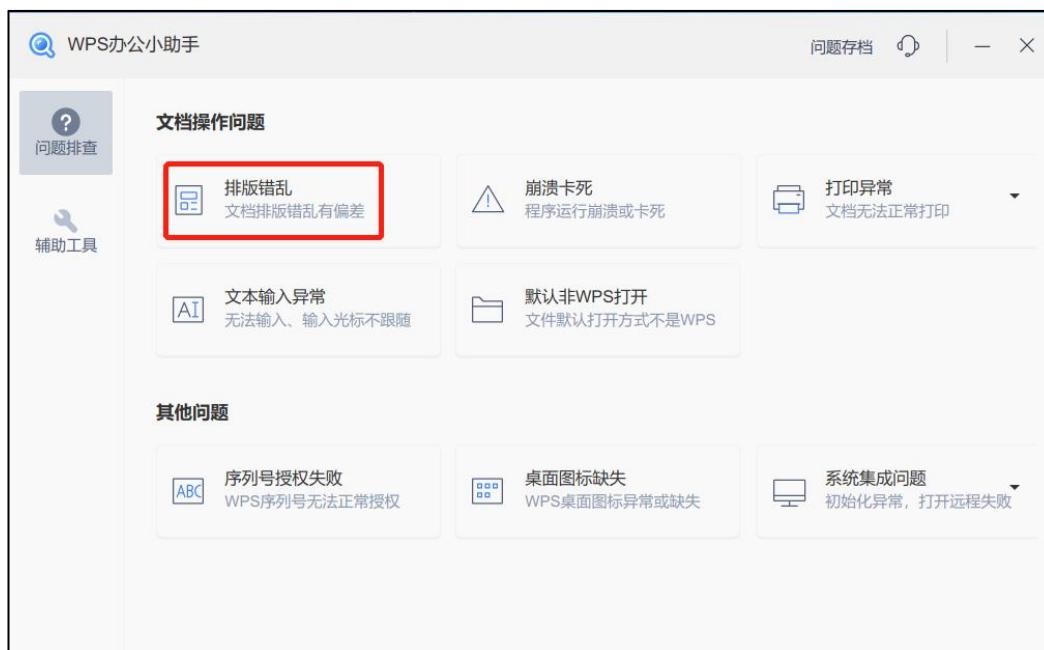 WPS办公小助手
问题存档
问题排查
辅助工具
文档操作问题
排版错乱
文档排版错乱有偏差
崩溃卡死
程序运行崩溃或卡死
打印异常
文档无法正常打印
AI
文本输入异常
无法输入、输入光标不跟随
默认非WPS打开
文件默认打开方式不是WPS
其他问题
ABC
序列号授权失败
WPS序列号无法正常授权
桌面图标缺失
WPS桌面图标异常或缺失
系统集成问题
初始化异常，打开远程失败